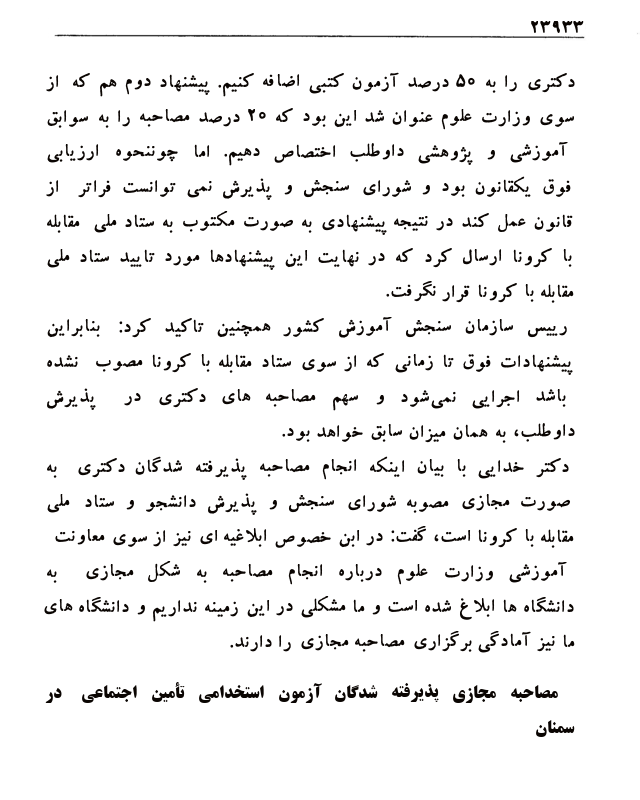 ۲۳۹۳۳
دکتری را به ۵۰ درصد آزمون کتبی اضافه کنیم. پیشنهاد دوم هم که از
سوی وزارت علوم عنوان شد این بود که ۲۰ درصد مصاحبه را به سوابق
آموزشی و پژوهشی داوطلب اختصاص دهیم. اما چوننحوه ارزیابی
فوق یکقانون بود و شورای سنجش و پذیرش نمی توانست فراتر از
قانون عمل کند در نتیجه پیشنهادی به صورت مکتوب به ستاد ملی مقابله
با کرونا ارسال کرد که در نهایت این پیشنهادها مورد تایید ستاد ملی
مقابله با کرونا قرار نگرفت.
رییس سازمان سنجش آموزش کشور همچنین تاکید کرد: بنابراین
پیشنهادات فوق تا زمانی که از سوی ستاد مقابله با کرونا مصوب نشده
باشد اجرایی نمی‌شود و سهم مصاحبه های دکتری در پذیرش
داوطلب، به همان میزان سابق خواهد بود.
دکتر خدایی با بیان اینکه انجام مصاحبه پذیرفته شدگان دکتری به
صورت مجازی مصوبه شورای سنجش و پذیرش دانشجو و ستاد ملی
مقابله با کرونا است، گفت: در ابن خصوص ابلاغیه ای نیز از سوی معاونت
آموزشی وزارت علوم درباره انجام مصاحبه به شکل مجازی به
دانشگاه ها ابلاغ شده است و ما مشکلی در این زمینه نداریم و دانشگاه های
ما نیز آمادگی برگزاری مصاحبه مجازی را دارند.
مصاحبه مجازی پذیرفته شدگان آزمون استخدامی تأمین اجتماعی در
سمنان